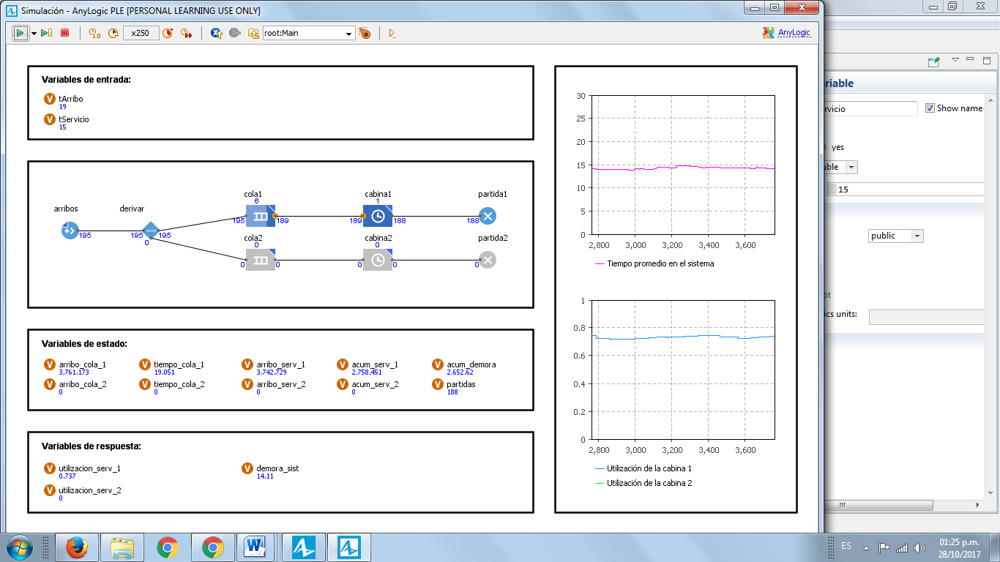 Simulación - AnyLogic PLE [PERSONAL LEARNING USE ONLY]
x250
root:Main
AnyLogic
Variables de entrada:
tArribo
19
tServicio
15
arribos
195
derivar
195
195
0
cola1
6
195
189
cabina1
1
189
188
partida1
188
cola2
0
0
0
cabina2
0
0
0
partida2
0
Variables de estado:
arribo_cola_1
3,761.173
tiempo_cola_1
19.051
arribo_serv_1
3,742.729
acum_serv_1
2,758.451
acum_demora
2,652.62
arribo_cola_2
0
tiempo_cola_2
0
arribo_serv_2
0
acum_serv_2
0
partidas
188
Variables de respuesta:
utilizacion_serv_1
0.737
demora_sist
14.11
utilizacion_serv_2
0
30
25
20
15
10
5
0
2,800 3,000 3,200 3,400 3,600
Tiempo promedio en el sistema
1
0.8
0.6
0.4
0.2
0
2,800 3,000 3,200 3,400 3,600
Utilización de la cabina 1
Utilización de la cabina 2
riable
rvicio
Show name
yes
uble
15
public
ot
ics units:
ES
01:25 p.m.
28/10/2017